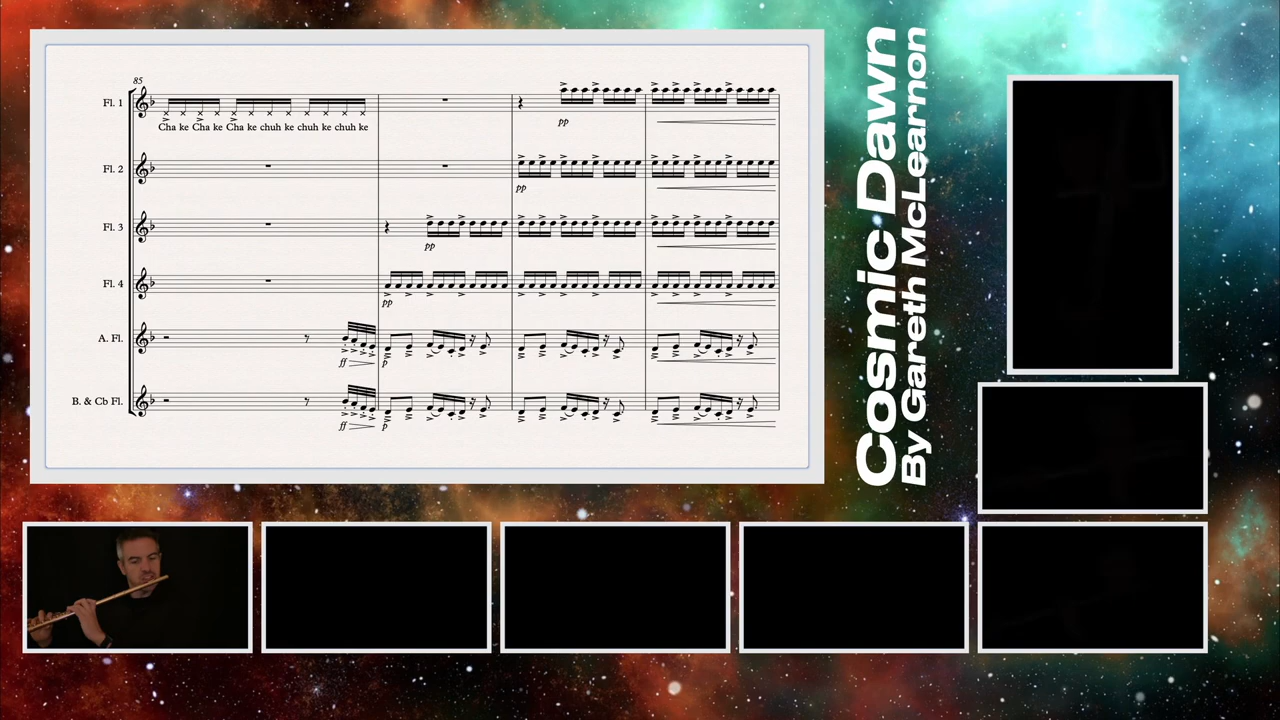 85
Fl. 1
Cha ke Cha ke Cha ke chuh ke chuh ke chuh ke
pp
Fl. 2
pp
Fl. 3
pp
Fl. 4
pp
A. Fl.
ff
p
B. & Cb Fl.
ff
p
Cosmic Dawn
By Gareth McLearnon